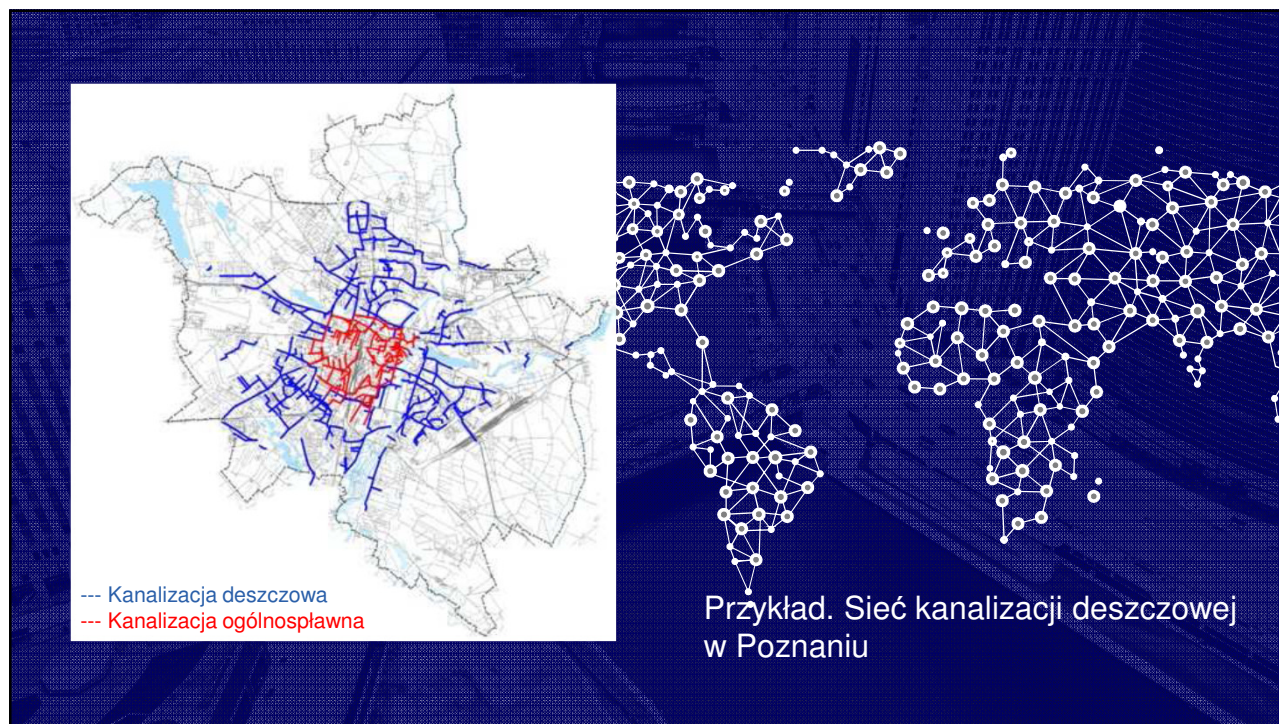 --- Kanalizacja deszczowa
--- Kanalizacja ogólnospławna
Przykład. Sieć kanalizacji deszczowej
w Poznaniu